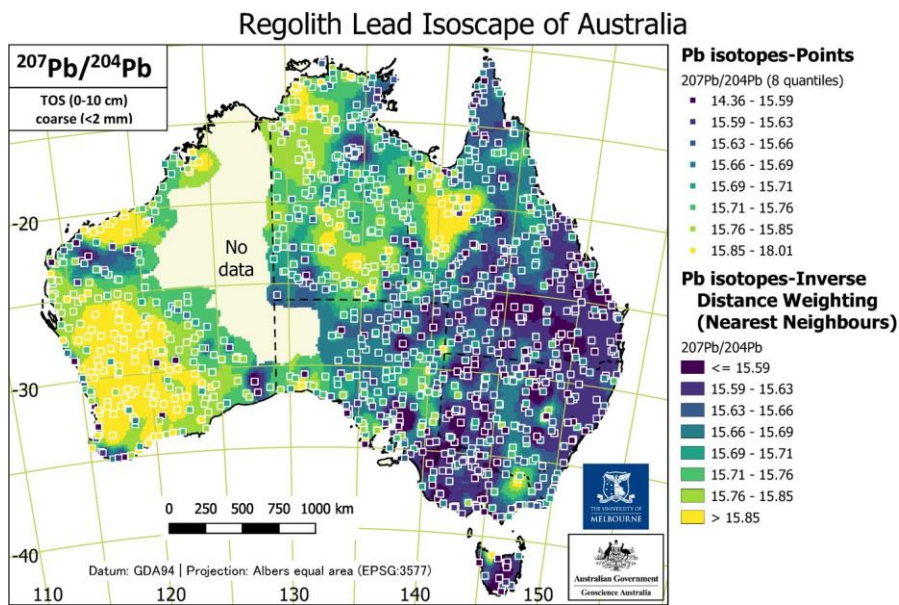 Regolith Lead Isoscape of Australia
207Pb/204Pb
TOS (0-10 cm)
coarse (<2 mm)
No
data
-20
-30
-40
110
120
130
140
150
0 250 500 750 1000 km
Datum: GDA94 | Projection: Albers equal area (EPSG:3577)
THE UNIVERSITY OF
MELBOURNE
Australian Government
Geoscience Australia
Pb isotopes-Points
207Pb/204Pb (8 quantiles)
14.36 - 15.59
15.59 - 15.63
15.63 - 15.66
15.66 - 15.69
15.69 - 15.71
15.71 - 15.76
15.76 - 15.85
15.85 - 18.01
Pb isotopes-Inverse
Distance Weighting
(Nearest Neighbours)
207Pb/204Pb
<= 15.59
15.59 - 15.63
15.63 - 15.66
15.66 - 15.69
15.69 - 15.71
15.71 - 15.76
15.76 - 15.85
> 15.85